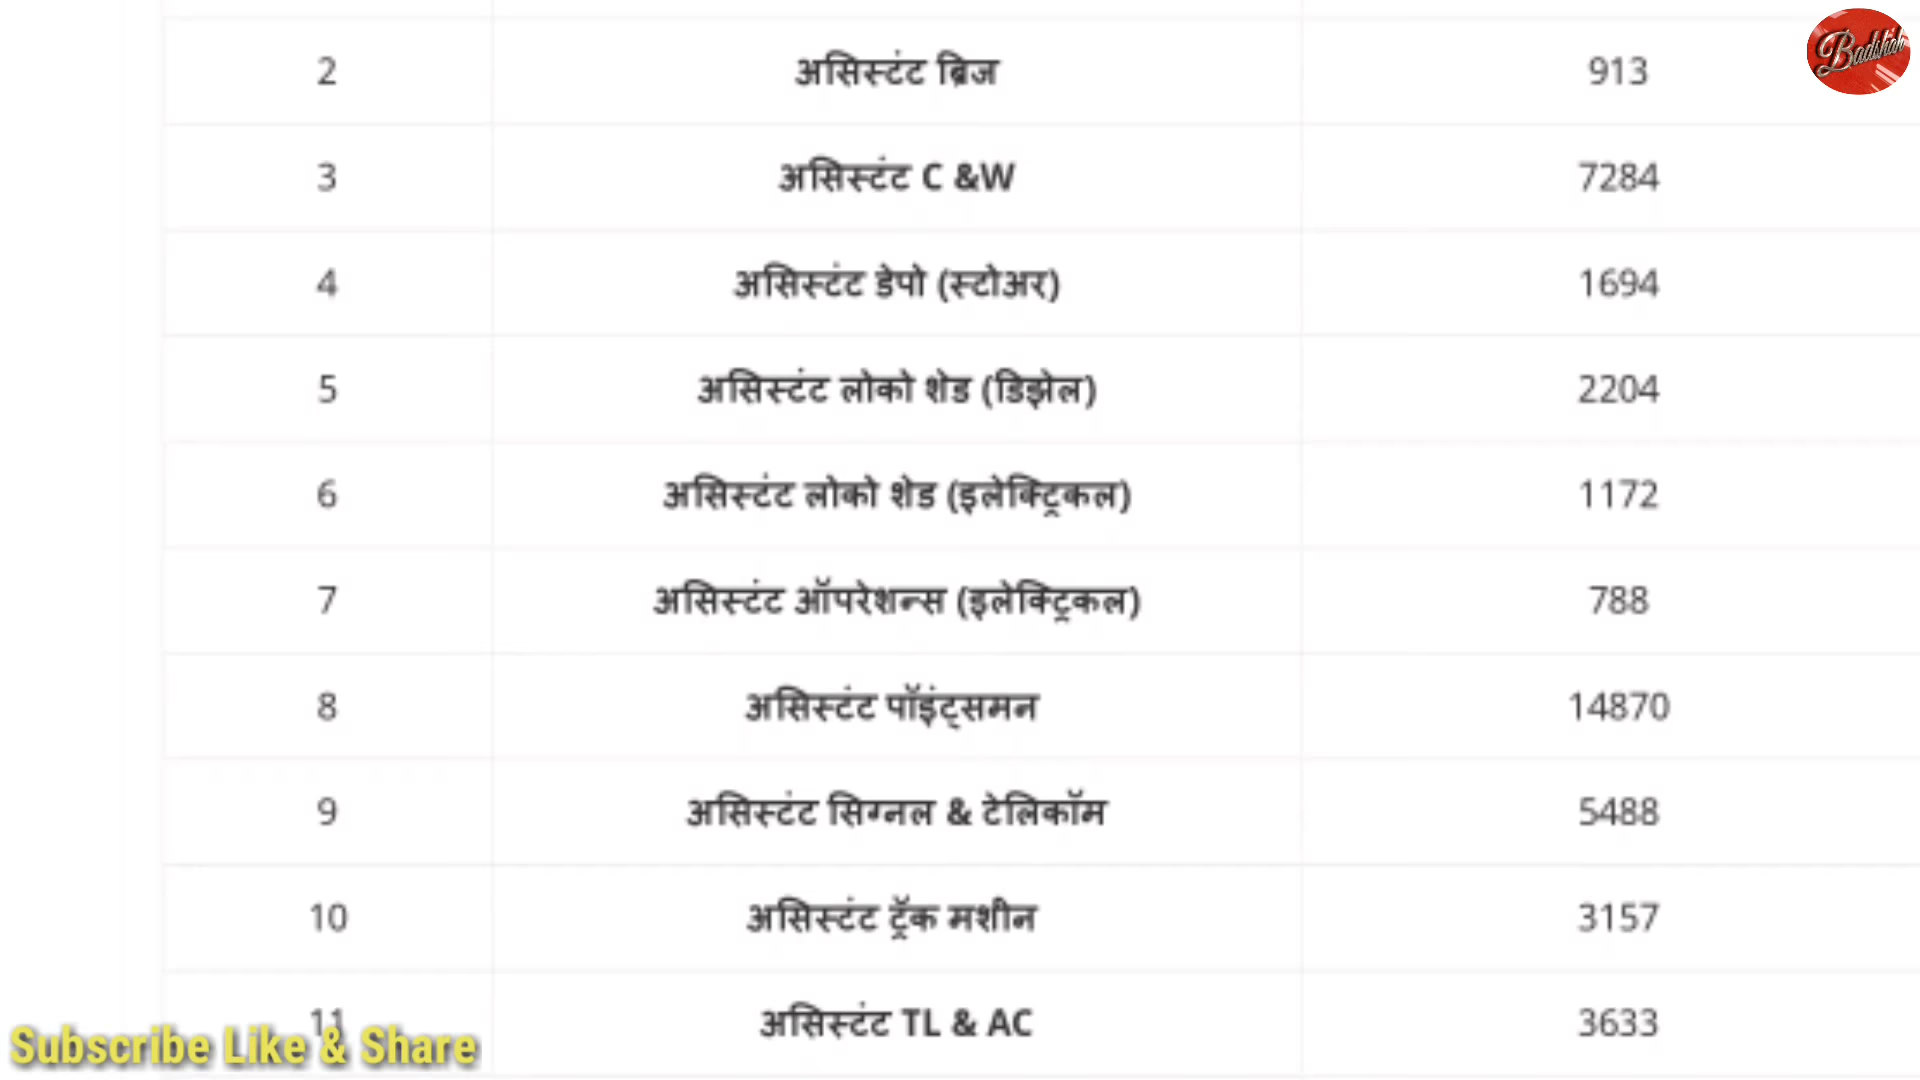 Badshah
2 असिस्टंट ब्रिज 913
3 असिस्टंट C &W 7284
4 असिस्टंट डेपो (स्टोअर) 1694
5 असिस्टंट लोको शेड (डिझेल) 2204
6 असिस्टंट लोको शेड (इलेक्ट्रिकल) 1172
7 असिस्टंट ऑपरेशन्स (इलेक्ट्रिकल) 788
8 असिस्टंट पॉइंट्समन 14870
9 असिस्टंट सिग्नल & टेलिकॉम 5488
10 असिस्टंट ट्रॅक मशीन 3157
11 असिस्टंट TL & AC 3633
Subscribe Like & Share